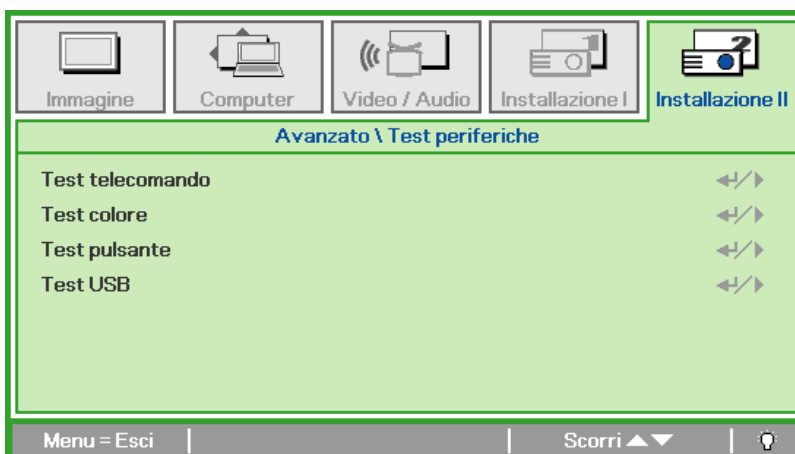 Immagine
Computer
Video / Audio
Installazione I
Installazione II
Avanzato \ Test periferiche
Test telecomando
Test colore
Test pulsante
Test USB
Menu = Esci
Scorri ▲▼